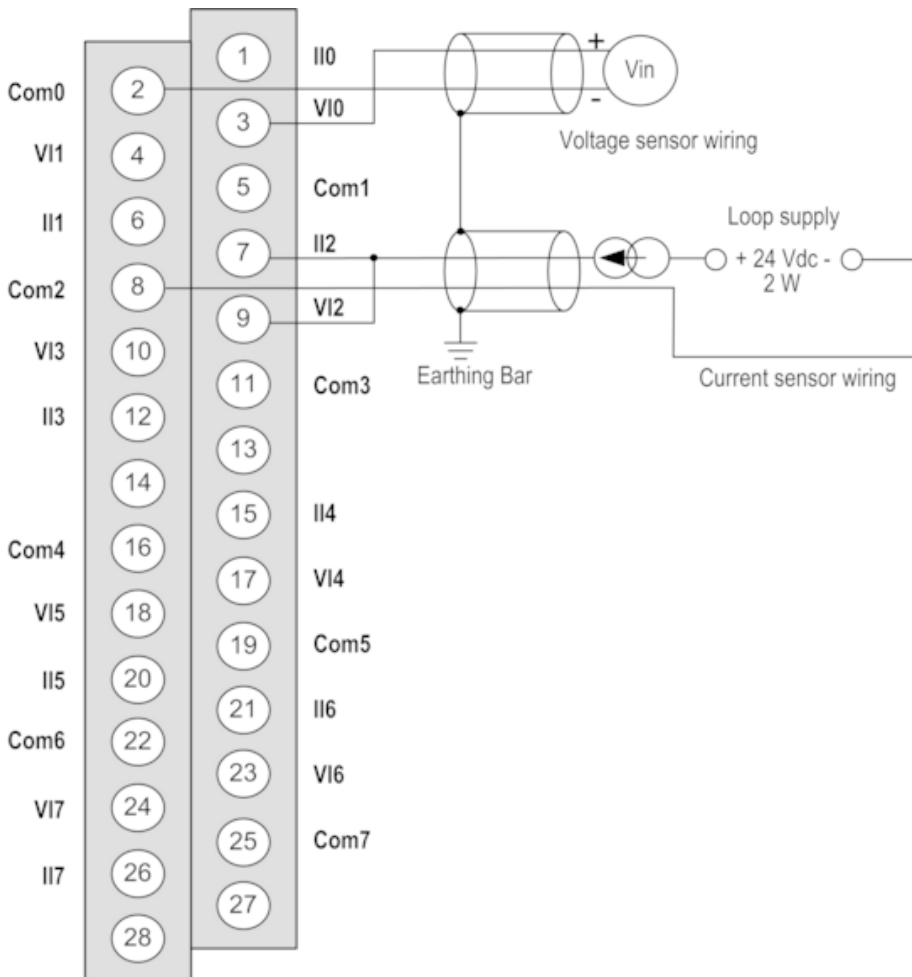 1 II0
Com0 2
3 VI0
+
Vin
-
Voltage sensor wiring
VI1 4
5 Com1
II1 6
7 II2
Loop supply
+ 24 Vdc -
2 W
Com2 8
9 VI2
VI3 10
Earthing Bar
Current sensor wiring
11 Com3
II3 12
13
14
15 II4
Com4 16
17 VI4
VI5 18
19 Com5
II5 20
21 II6
Com6 22
23 VI6
VI7 24
25 Com7
II7 26
27
28